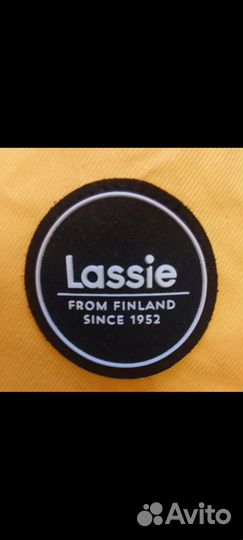 Lassie
FROM FINLAND
SINCE 1952
Avito